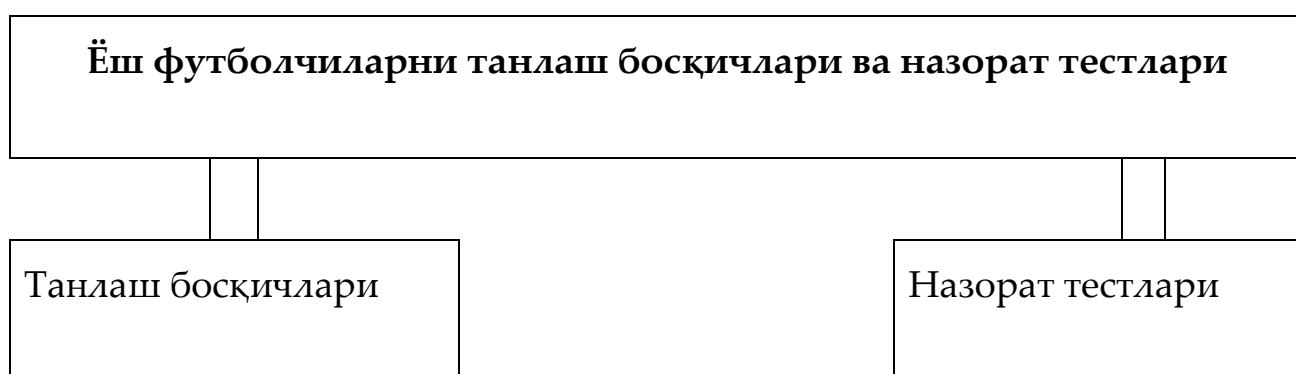 Ёш футболчиларни танлаш босқичлари ва назорат тестлари
Танлаш босқичлари
Назорат тестлари